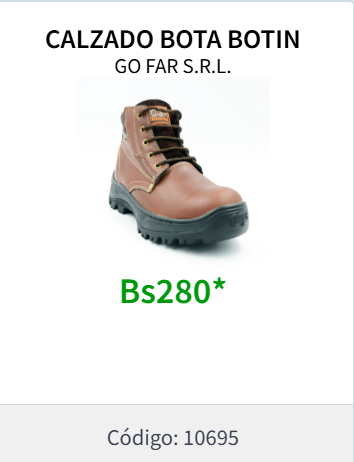 CALZADO BOTA BOTIN
GO FAR S.R.L.
Bs280*
Código: 10695